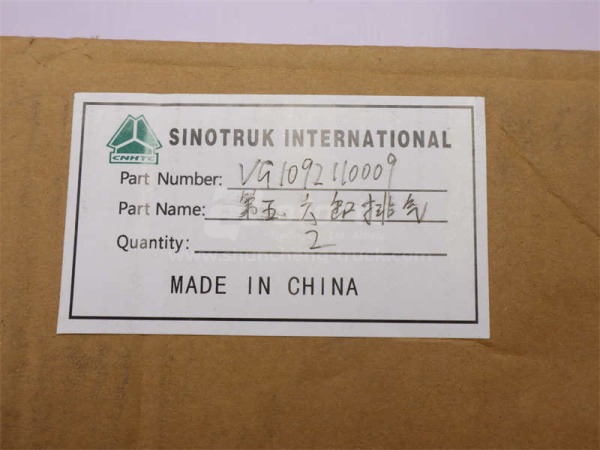 CNHTC
SINOTRUK INTERNATIONAL
Part Number: VG1092110009
Part Name: 第五六缸排气
Quantity: 2
MADE IN CHINA